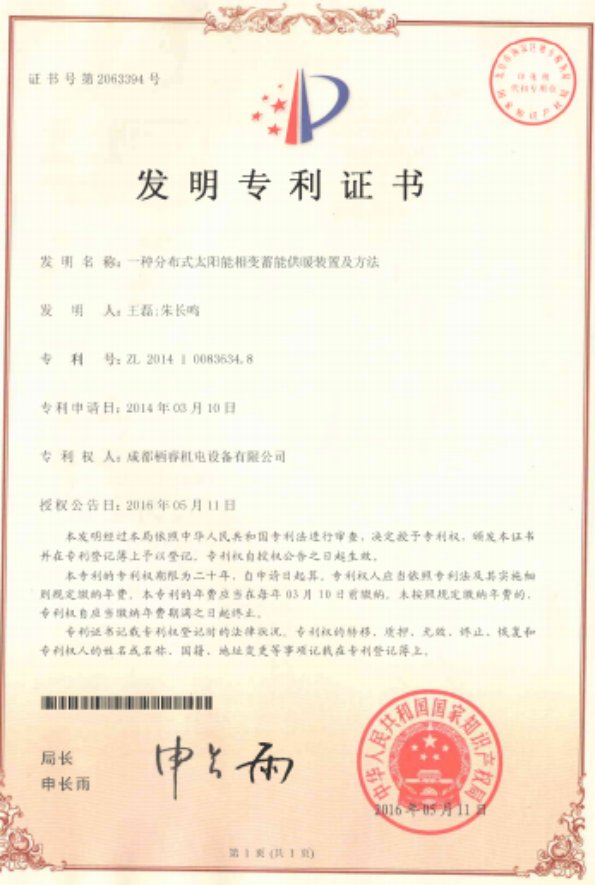 证书号第2063394号
发明专利证书
发 明 名 称：一种分布式太阳能相变蓄能供暖装置及方法
发 明 人：王磊;朱长鸣
专 利 号：ZL 2014 1 0083634.8
专利申请日：2014年03月10日
专 利 权 人：成都栖睿机电设备有限公司
授权公告日：2016年05月11日
本发明经过本局依照中华人民共和国专利法进行审查，决定授予专利权，颁发本证书
并在专利登记簿上予以登记。专利权自授权公告之日起生效。
本专利的专利权期限为二十年，自申请日起算。专利权人应当依照专利法及其实施细
则规定缴纳年费。本专利的年费应当在每年03月10日前缴纳。未按照规定缴纳年费的，
专利权自应当缴纳年费期满之日起终止。
专利证书记载专利权登记时的法律状况。专利权的转移、质押、无效、终止、恢复和
专利权人的姓名或名称、国籍、地址变更等事项记载在专利登记簿上。
局长
申长雨
申长雨
中华人民共和国国家知识产权局
2016年05月11日
第 1 页 (共 1 页)